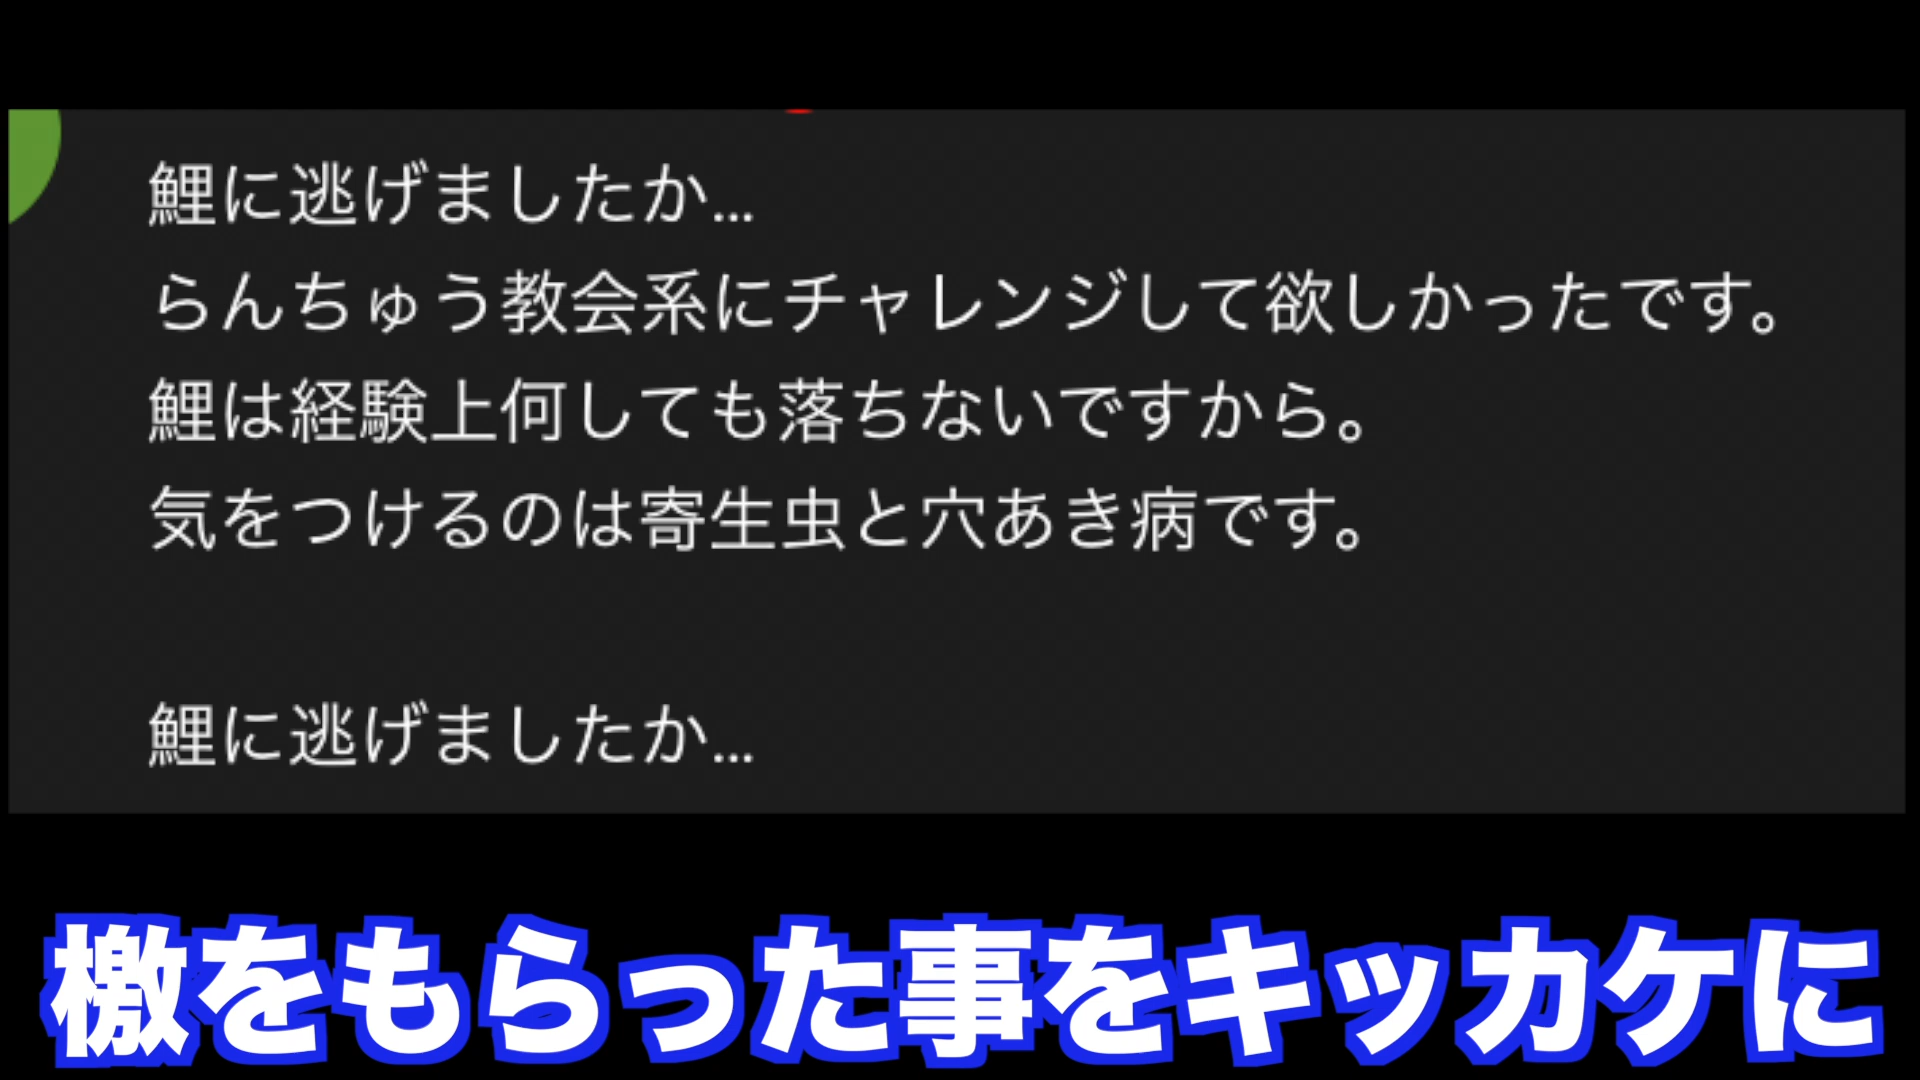 鯉に逃げましたか...
らんちゅう教会系にチャレンジして欲しかったです。
鯉は経験上何しても落ちないですから。
気をつけるのは寄生虫と穴あき病です。
鯉に逃げましたか...
檄をもらった事をキッカケに